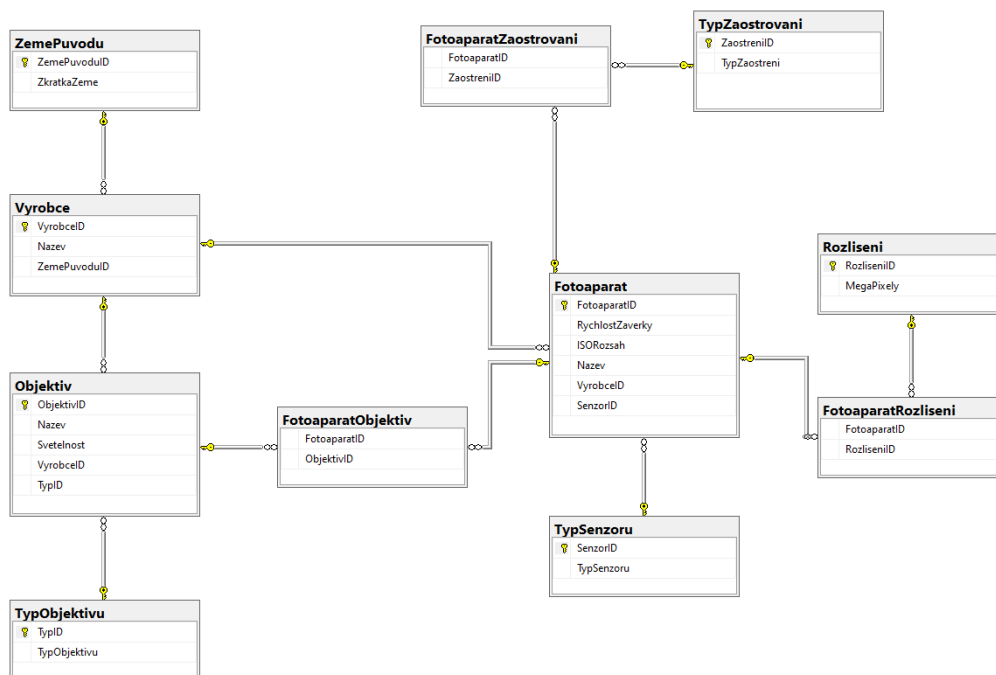 ZemePuvodu
ZemePuvoduID
ZkratkaZeme
FotoaparatZaostrovani
FotoaparatID
ZaostreniID
TypZaostrovani
ZaostreniID
TypZaostreni
Vyrobce
VyrobceID
Nazev
ZemePuvoduID
Rozliseni
RozliseniID
MegaPixely
Fotoaparat
FotoaparatID
RychlostZaverky
ISORozsah
Nazev
VyrobceID
SenzorID
Objektiv
ObjektivID
Nazev
Svetelnost
VyrobceID
TypID
FotoaparatObjektiv
FotoaparatID
ObjektivID
FotoaparatRozliseni
FotoaparatID
RozliseniID
TypSenzoru
SenzorID
TypSenzoru
TypObjektivu
TypID
TypObjektivu